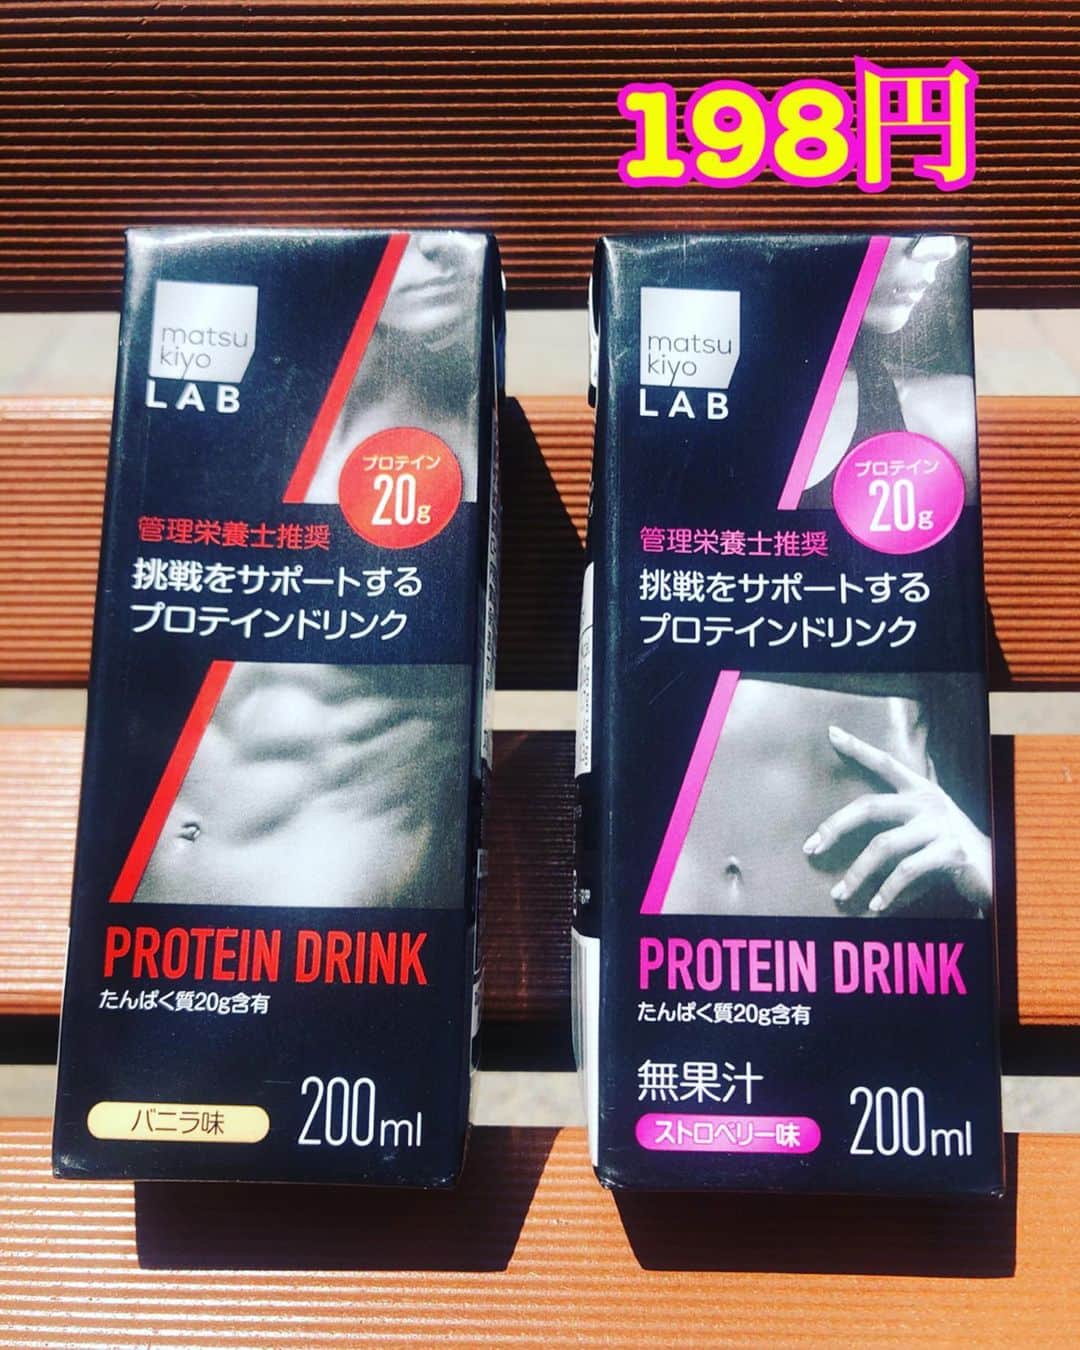 198円
matsu
kiyo
LAB
プロテイン
20g
管理栄養士推奨
挑戦をサポートする
プロテインドリンク
PROTEIN DRINK
たんぱく質20g含有
バニラ味
200ml
matsu
kiyo
LAB
プロテイン
20g
管理栄養士推奨
挑戦をサポートする
プロテインドリンク
PROTEIN DRINK
たんぱく質20g含有
無果汁
ストロベリー味
200ml